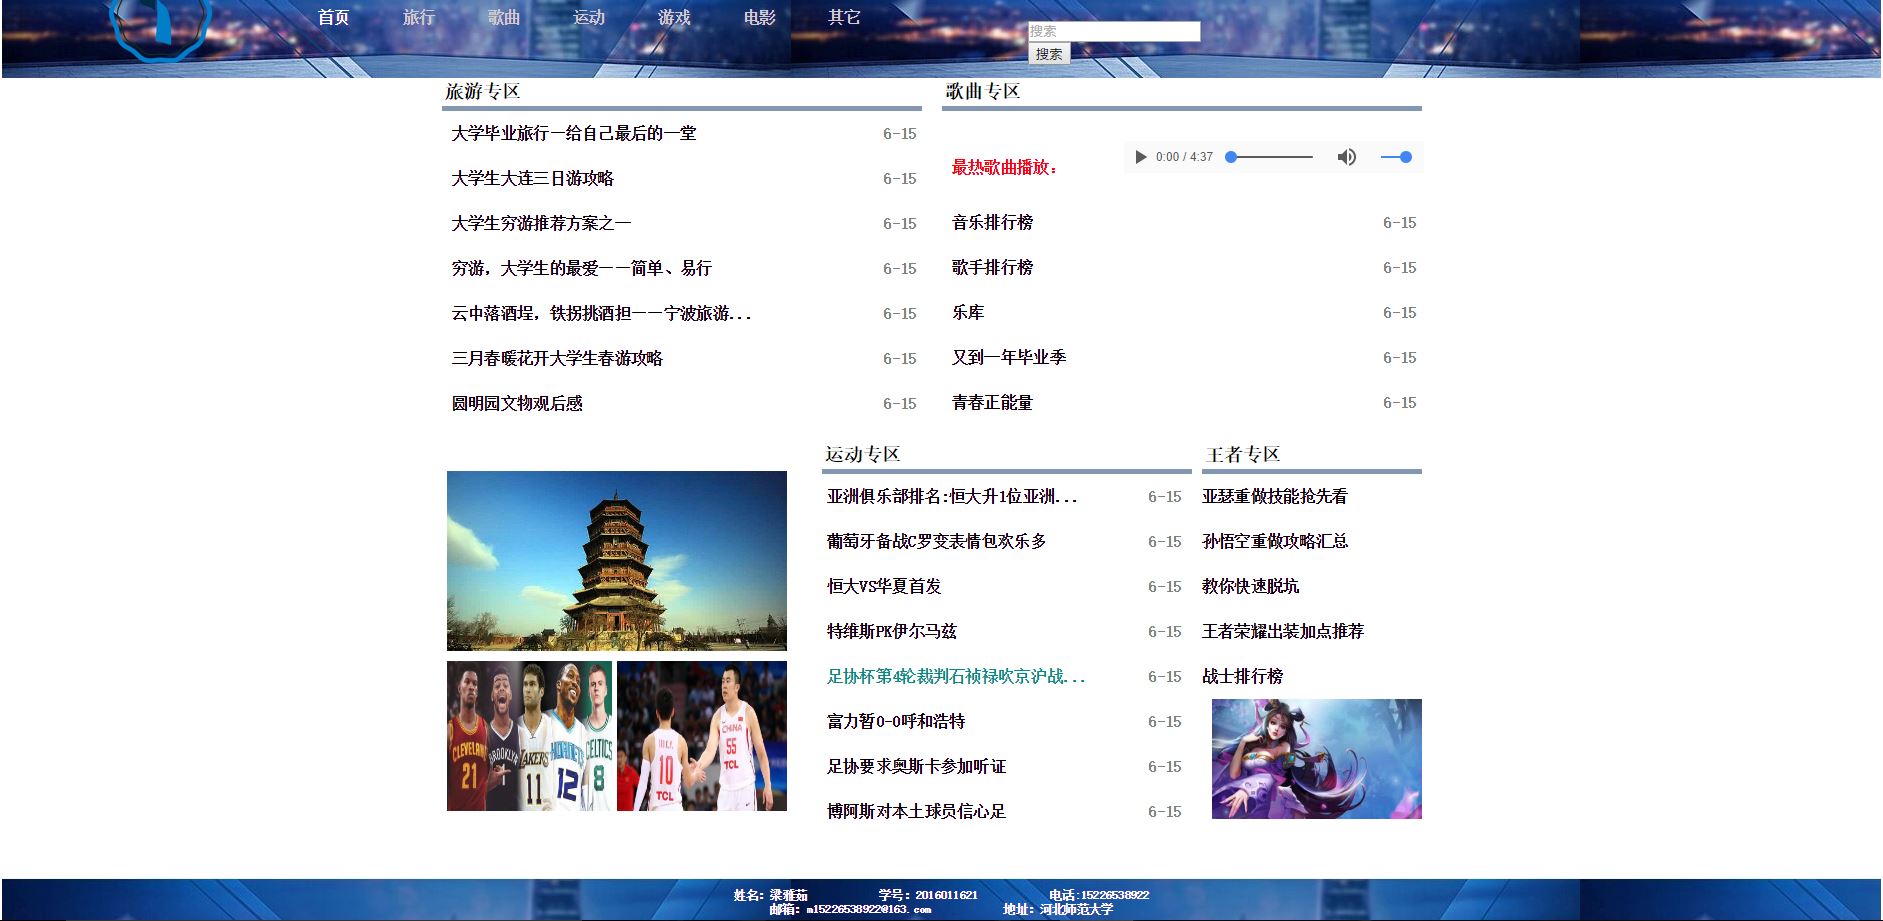 首页 旅行 歌曲 运动 游戏 电影 其它
搜索
搜索
旅游专区
大学毕业旅行—给自己最后的一堂 6-15
大学生大连三日游攻略 6-15
大学生穷游推荐方案之一 6-15
穷游，大学生的最爱——简单、易行 6-15
云中落酒埕，铁拐挑酒担——宁波旅游... 6-15
三月春暖花开大学生春游攻略 6-15
圆明园文物观后感 6-15
歌曲专区
最热歌曲播放：
0:00 / 4:37
音乐排行榜 6-15
歌手排行榜 6-15
乐库 6-15
又到一年毕业季 6-15
青春正能量 6-15
CLEVELAND 21
BROOKLYN 1
LAKERS 11
HORNETS 12
CELTICS 8
10 TCL
CHINA 55 TCL
运动专区
亚洲俱乐部排名:恒大升1位亚洲... 6-15
葡萄牙备战C罗变表情包欢乐多 6-15
恒大VS华夏首发 6-15
特维斯PK伊尔马兹 6-15
足协杯第4轮裁判石祯禄吹京沪战... 6-15
富力暂0-0呼和浩特 6-15
足协要求奥斯卡参加听证 6-15
博阿斯对本土球员信心足 6-15
王者专区
亚瑟重做技能抢先看
孙悟空重做攻略汇总
教你快速脱坑
王者荣耀出装加点推荐
战士排行榜
姓名：梁雅茹 学号：2016011621 电话:15226538922
邮箱：m15226538922@163.com 地址：河北师范大学